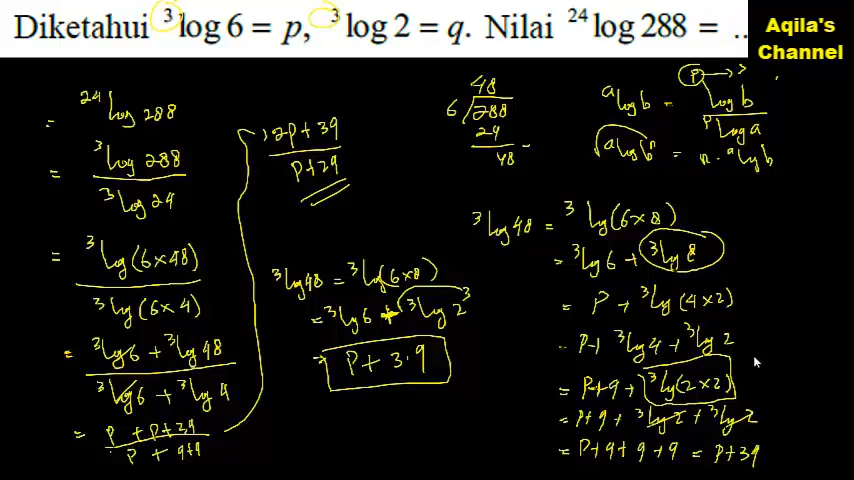 Diketahui ³log 6 = p, ³log 2 = q. Nilai ²⁴log 288 = ...
Aqila's
Channel
= ²⁴log 288
= ³log 288
³log 24
= ³log (6×48)
³log (6×4)
= ³log 6 + ³log 48
³log 6 + ³log 4
= p + p + 3q
p + q+q
= 2p + 3q
p + 2q
48
6 / 288
24
48 -
³log 48 = ³log (6×8)
= ³log 6 + ³log 2³
= p + 3.q
ᵃlog b = ᵖlog b
ᵖlog a
ᵃlog bⁿ = n . ᵃlog b
³log 48 = ³log (6×8)
= ³log 6 + ³log 8
= p + ³log (4×2)
= p + ³log 4 + ³log 2
= p + q + ³log (2×2)
= p + q + ³log 2 + ³log 2
= p + q + q + q = p + 3q